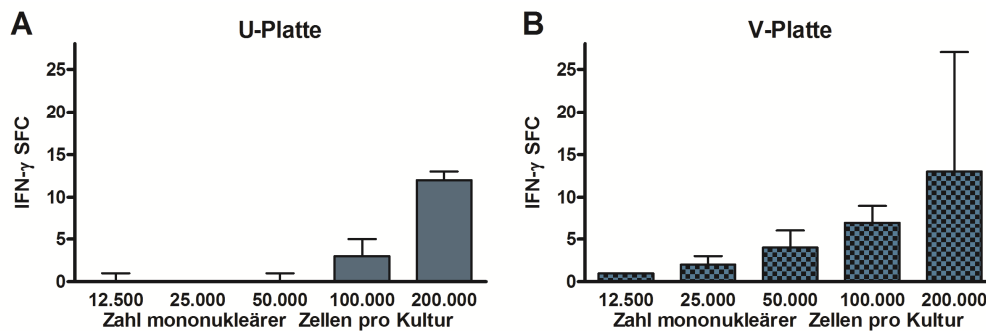 A
U-Platte
IFN-γ SFC
25
20
15
10
5
0
12.500 25.000 50.000 100.000 200.000
Zahl mononukleärer Zellen pro Kultur
B
V-Platte
IFN-γ SFC
25
20
15
10
5
0
12.500 25.000 50.000 100.000 200.000
Zahl mononukleärer Zellen pro Kultur